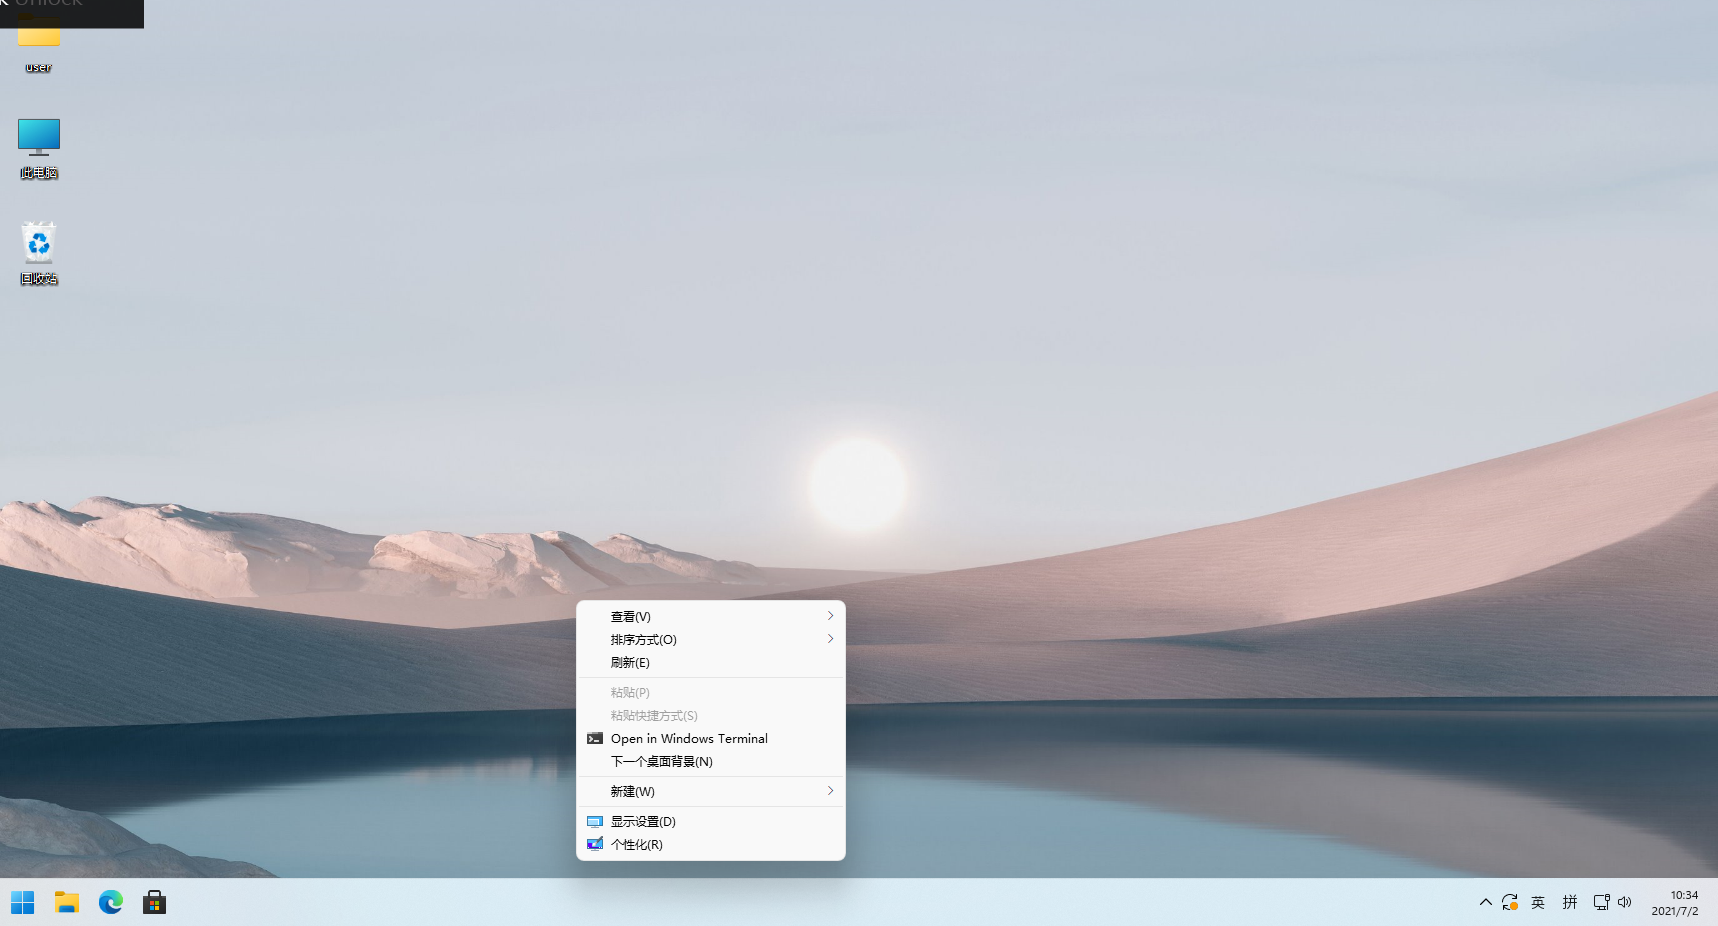 user
此电脑
回收站
查看(V)
排序方式(O)
刷新(E)
粘贴(P)
粘贴快捷方式(S)
Open in Windows Terminal
下一个桌面背景(N)
新建(W)
显示设置(D)
个性化(R)
英 拼
10:34
2021/7/2